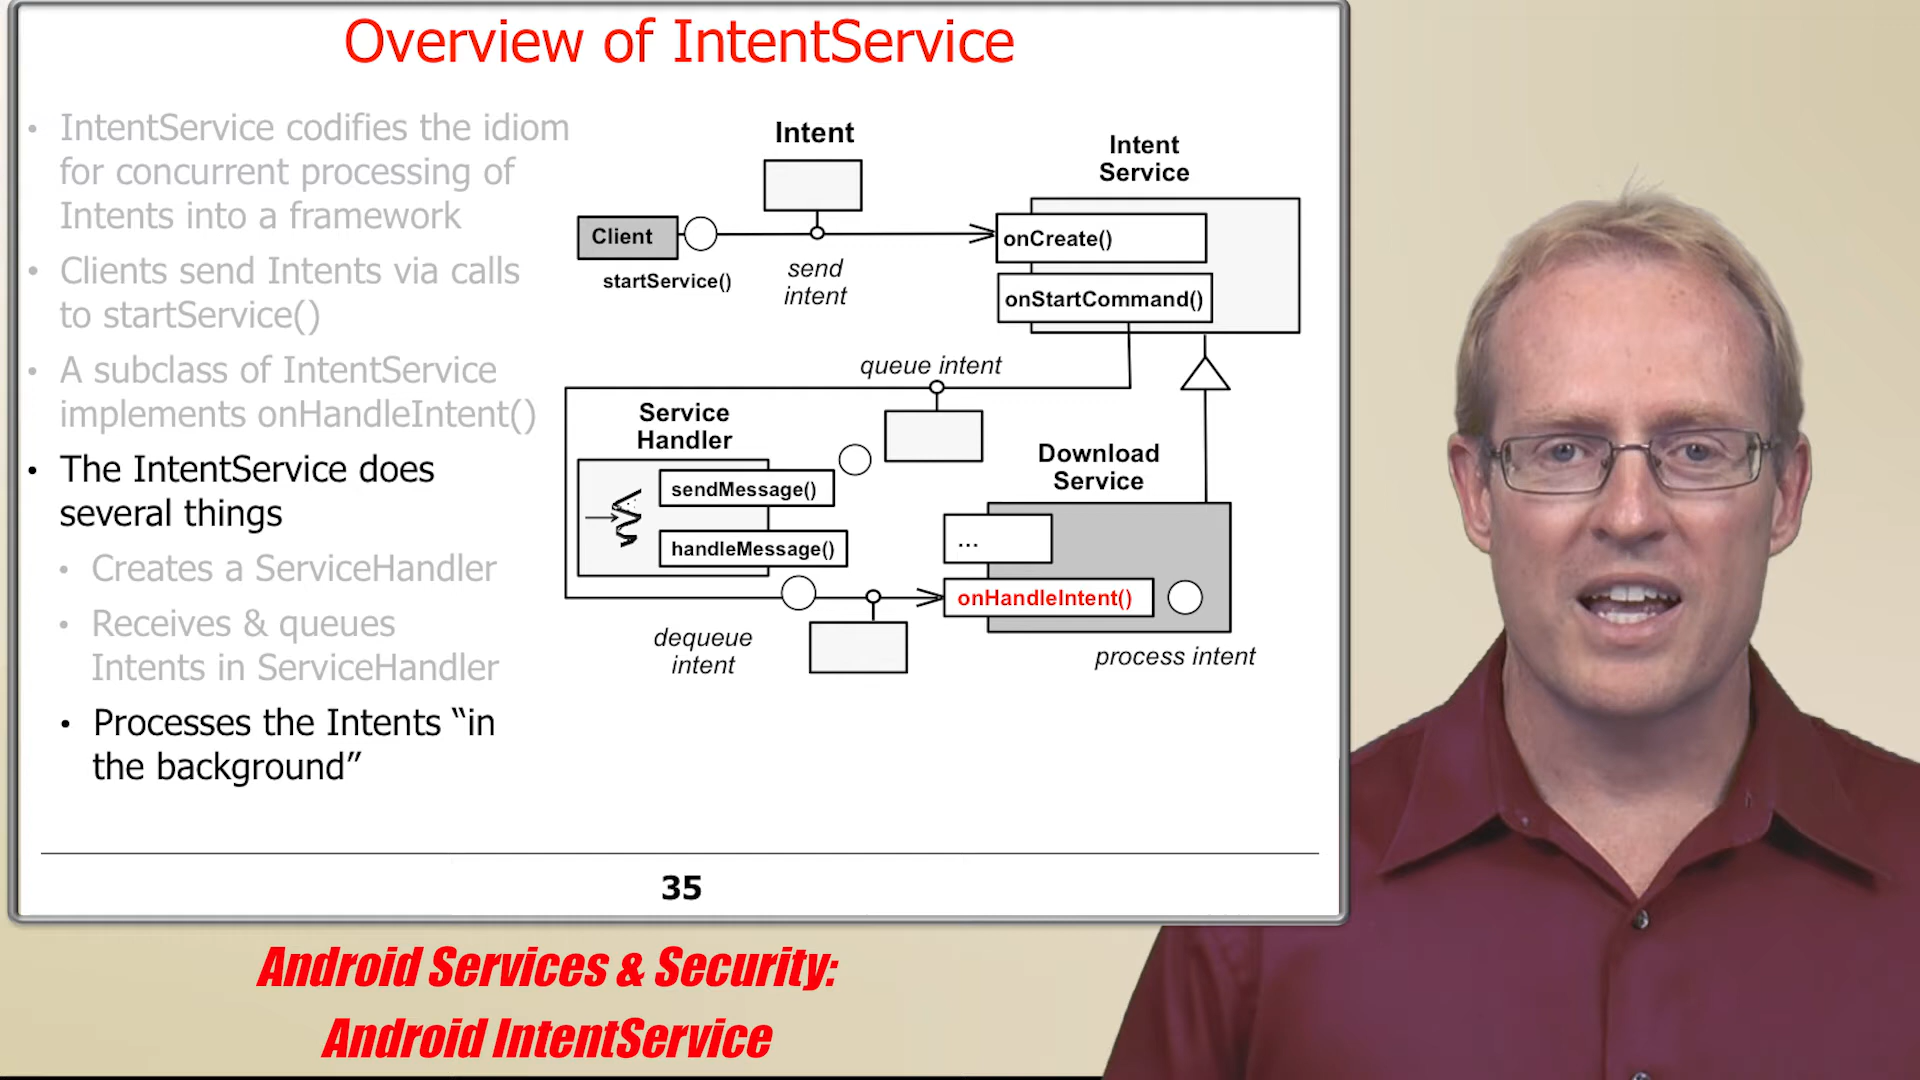 Overview of IntentService
• IntentService codifies the idiom
for concurrent processing of
Intents into a framework
• Clients send Intents via calls
to startService()
• A subclass of IntentService
implements onHandleIntent()
• The IntentService does
several things
• Creates a ServiceHandler
• Receives & queues
Intents in ServiceHandler
• Processes the Intents “in
the background”
Intent
Client
startService()
send
intent
Intent
Service
onCreate()
onStartCommand()
queue intent
Service
Handler
sendMessage()
handleMessage()
dequeue
intent
Download
Service
...
onHandleIntent()
process intent
35
Android Services & Security:
Android IntentService